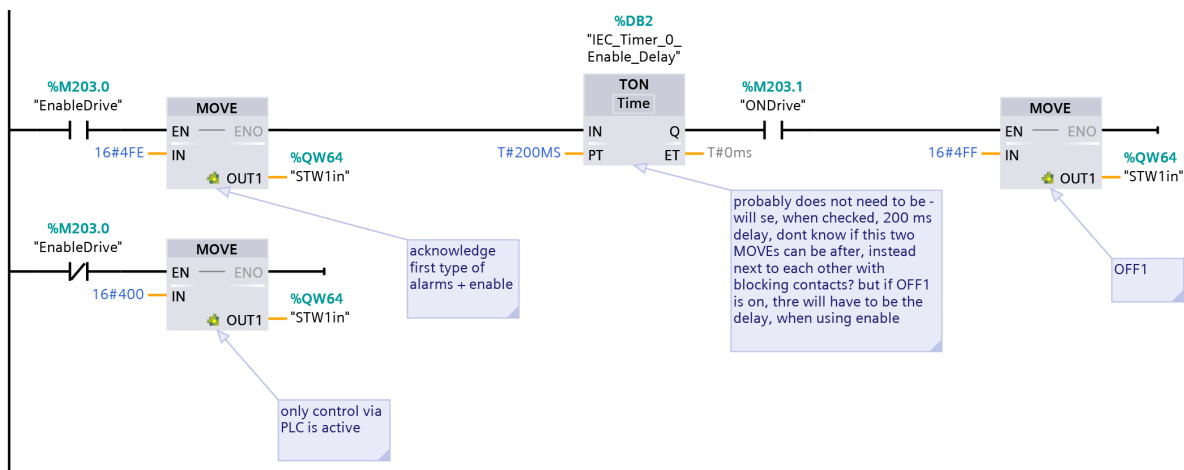 %DB2
"IEC_Timer_0_
Enable_Delay"
%M203.0
"EnableDrive"
MOVE
EN
ENO
16#4FE
IN
OUT1
%QW64
"STW1in"
TON
Time
IN
Q
T#200MS
PT
ET
T#0ms
%M203.1
"ONDrive"
MOVE
EN
ENO
16#4FF
IN
OUT1
%QW64
"STW1in"
acknowledge
first type of
alarms + enable
probably does not need to be -
will se, when checked, 200 ms
delay, dont know if this two
MOVEs can be after, instead
next to each other with
blocking contacts? but if OFF1
is on, thre will have to be the
delay, when using enable
OFF1
%M203.0
"EnableDrive"
MOVE
EN
ENO
16#400
IN
OUT1
%QW64
"STW1in"
only control via
PLC is active